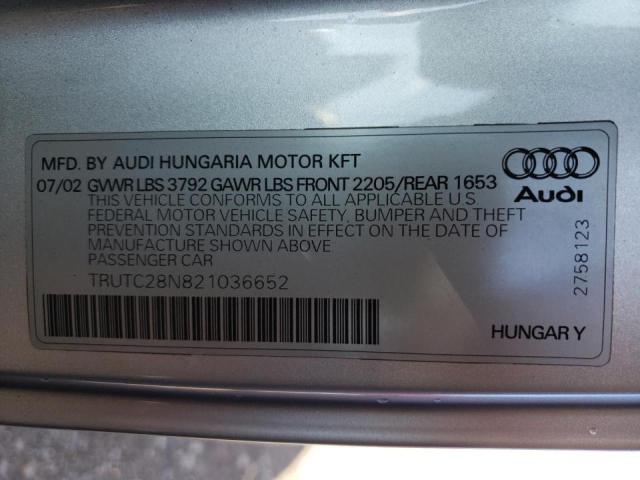 MFD. BY AUDI HUNGARIA MOTOR KFT
07/02 GVWR LBS 3792 GAWR LBS FRONT 2205/REAR 1653
THIS VEHICLE CONFORMS TO ALL APPLICABLE U S
FEDERAL MOTOR VEHICLE SAFETY, BUMPER AND THEFT
PREVENTION STANDARDS IN EFFECT ON THE DATE OF
MANUFACTURE SHOWN ABOVE
PASSENGER CAR
TRUTC28N821036652
Audi
2758123
HUNGARY